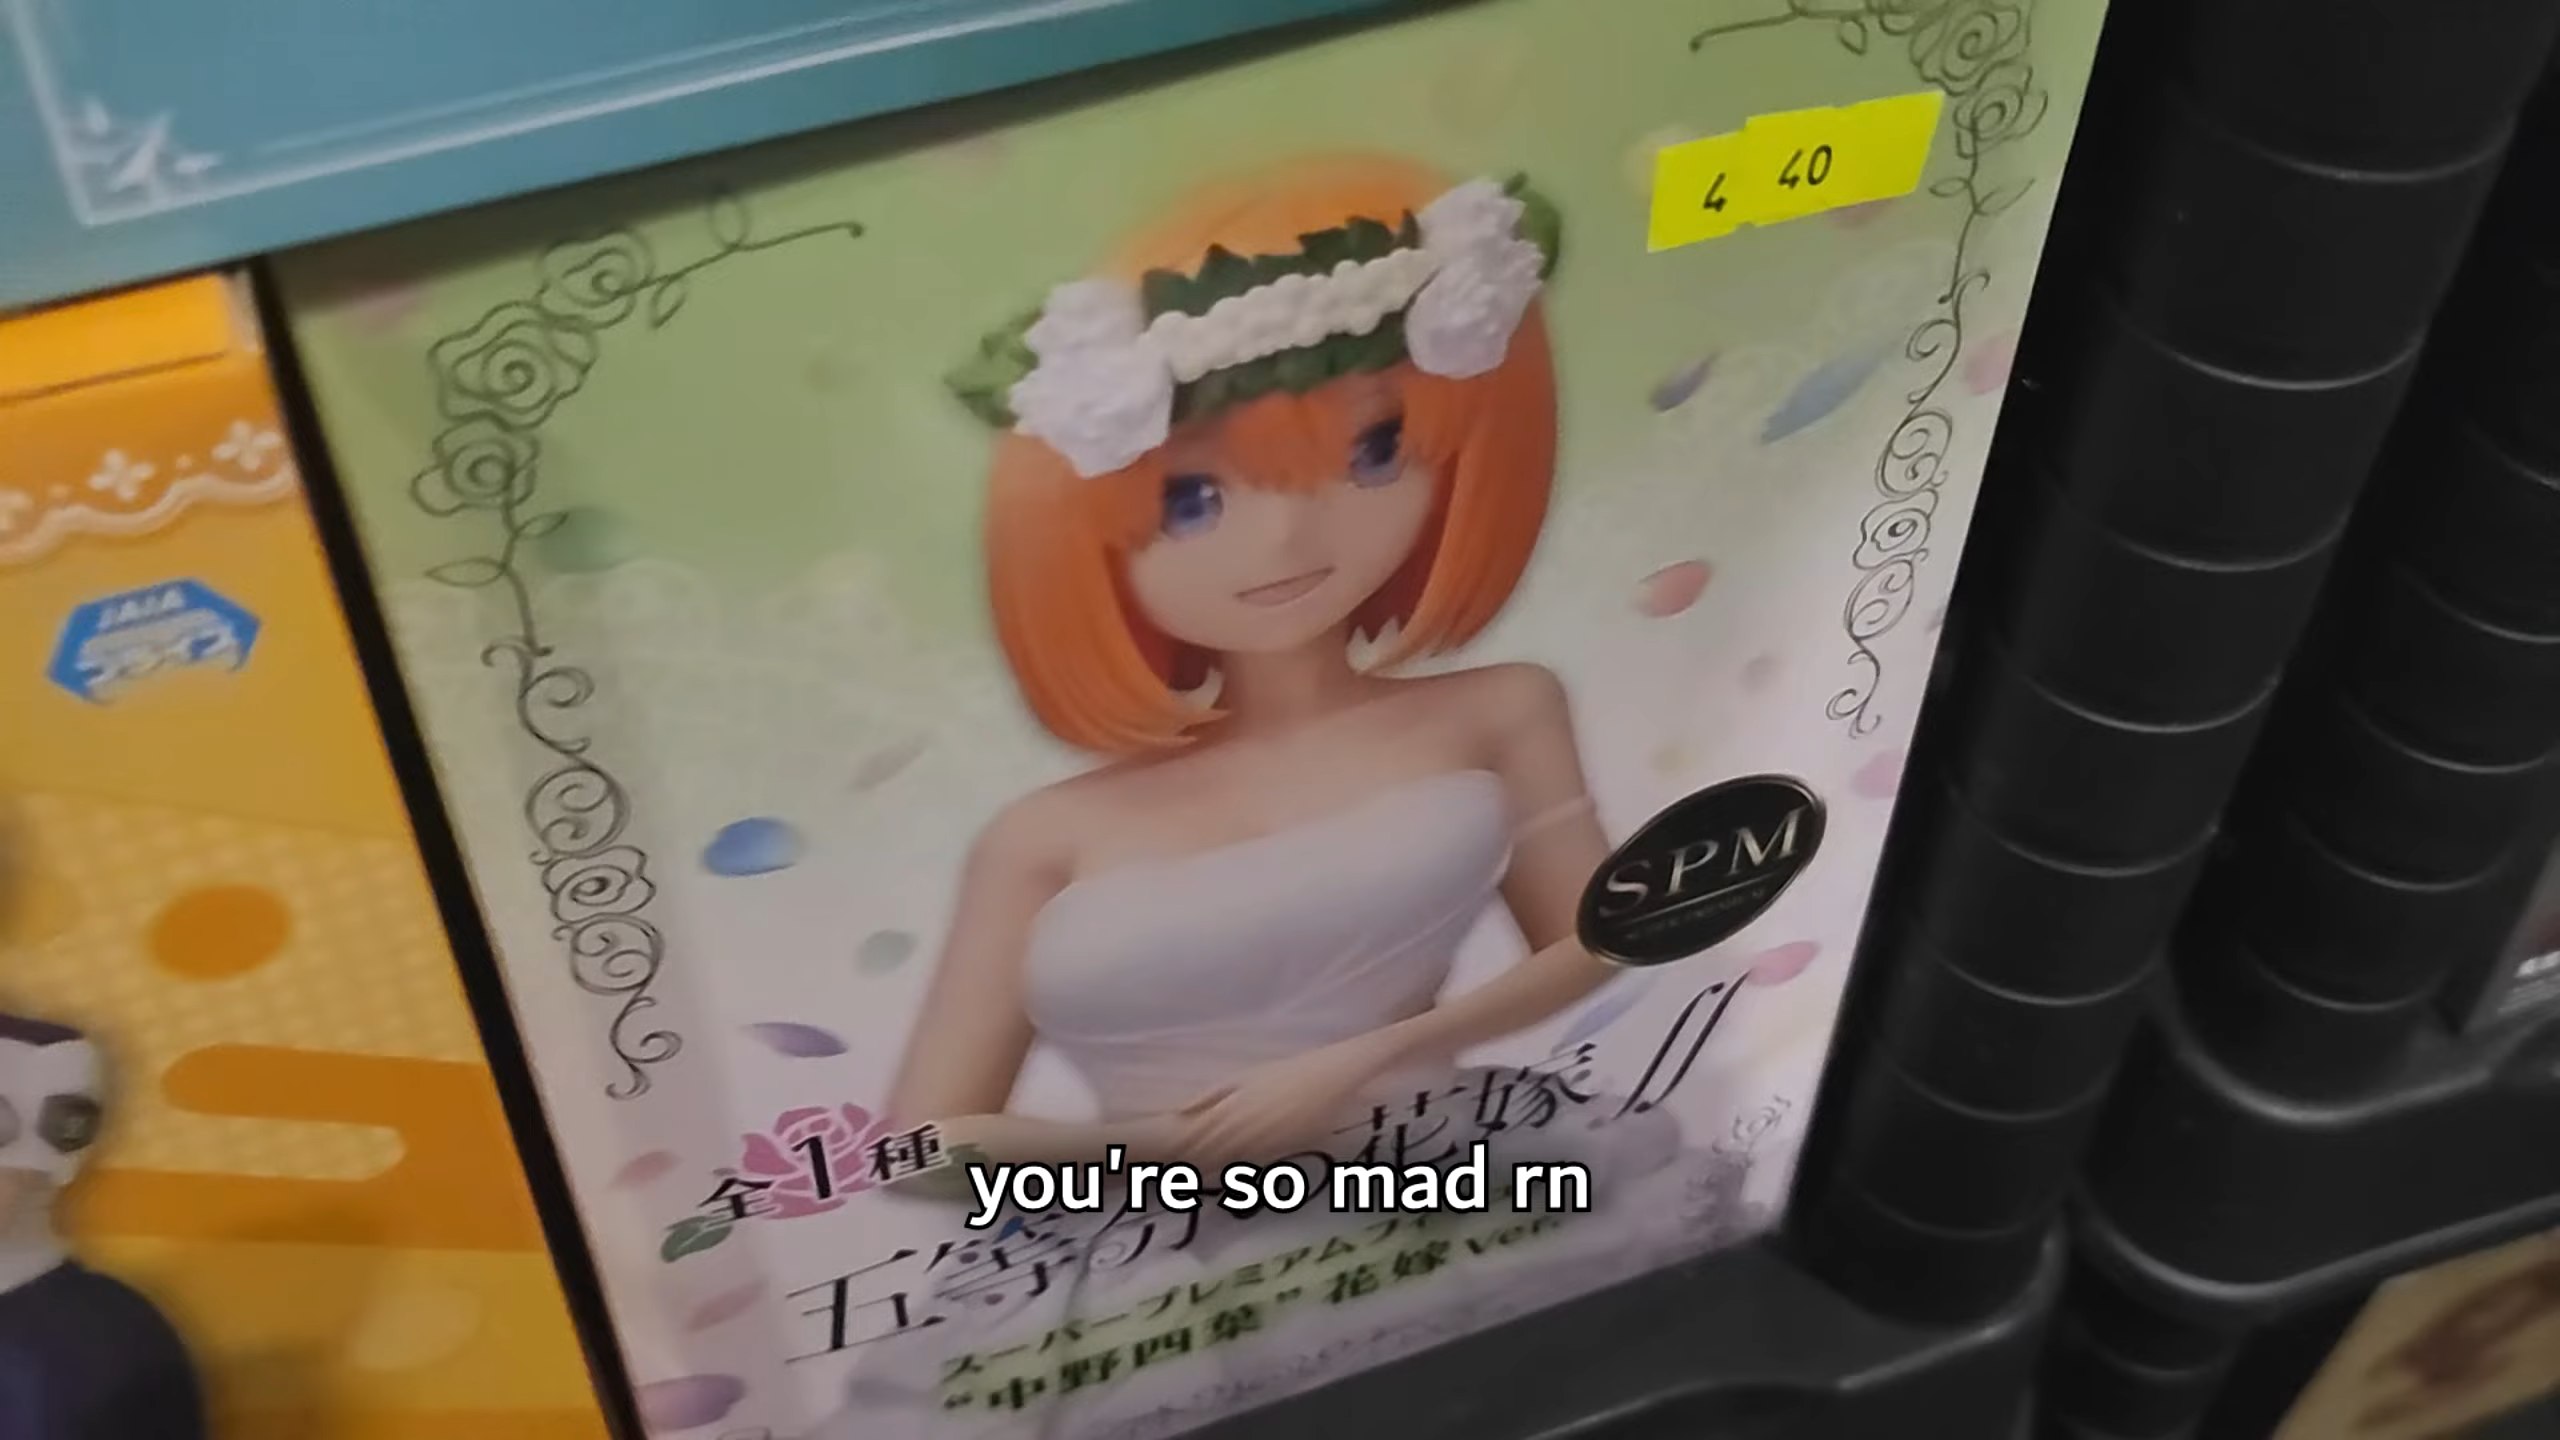 4 40
SPM
全1種
五等分の花嫁∬
you're so mad rn
スーパープレミアムフィ
"中野四葉"花嫁ver.